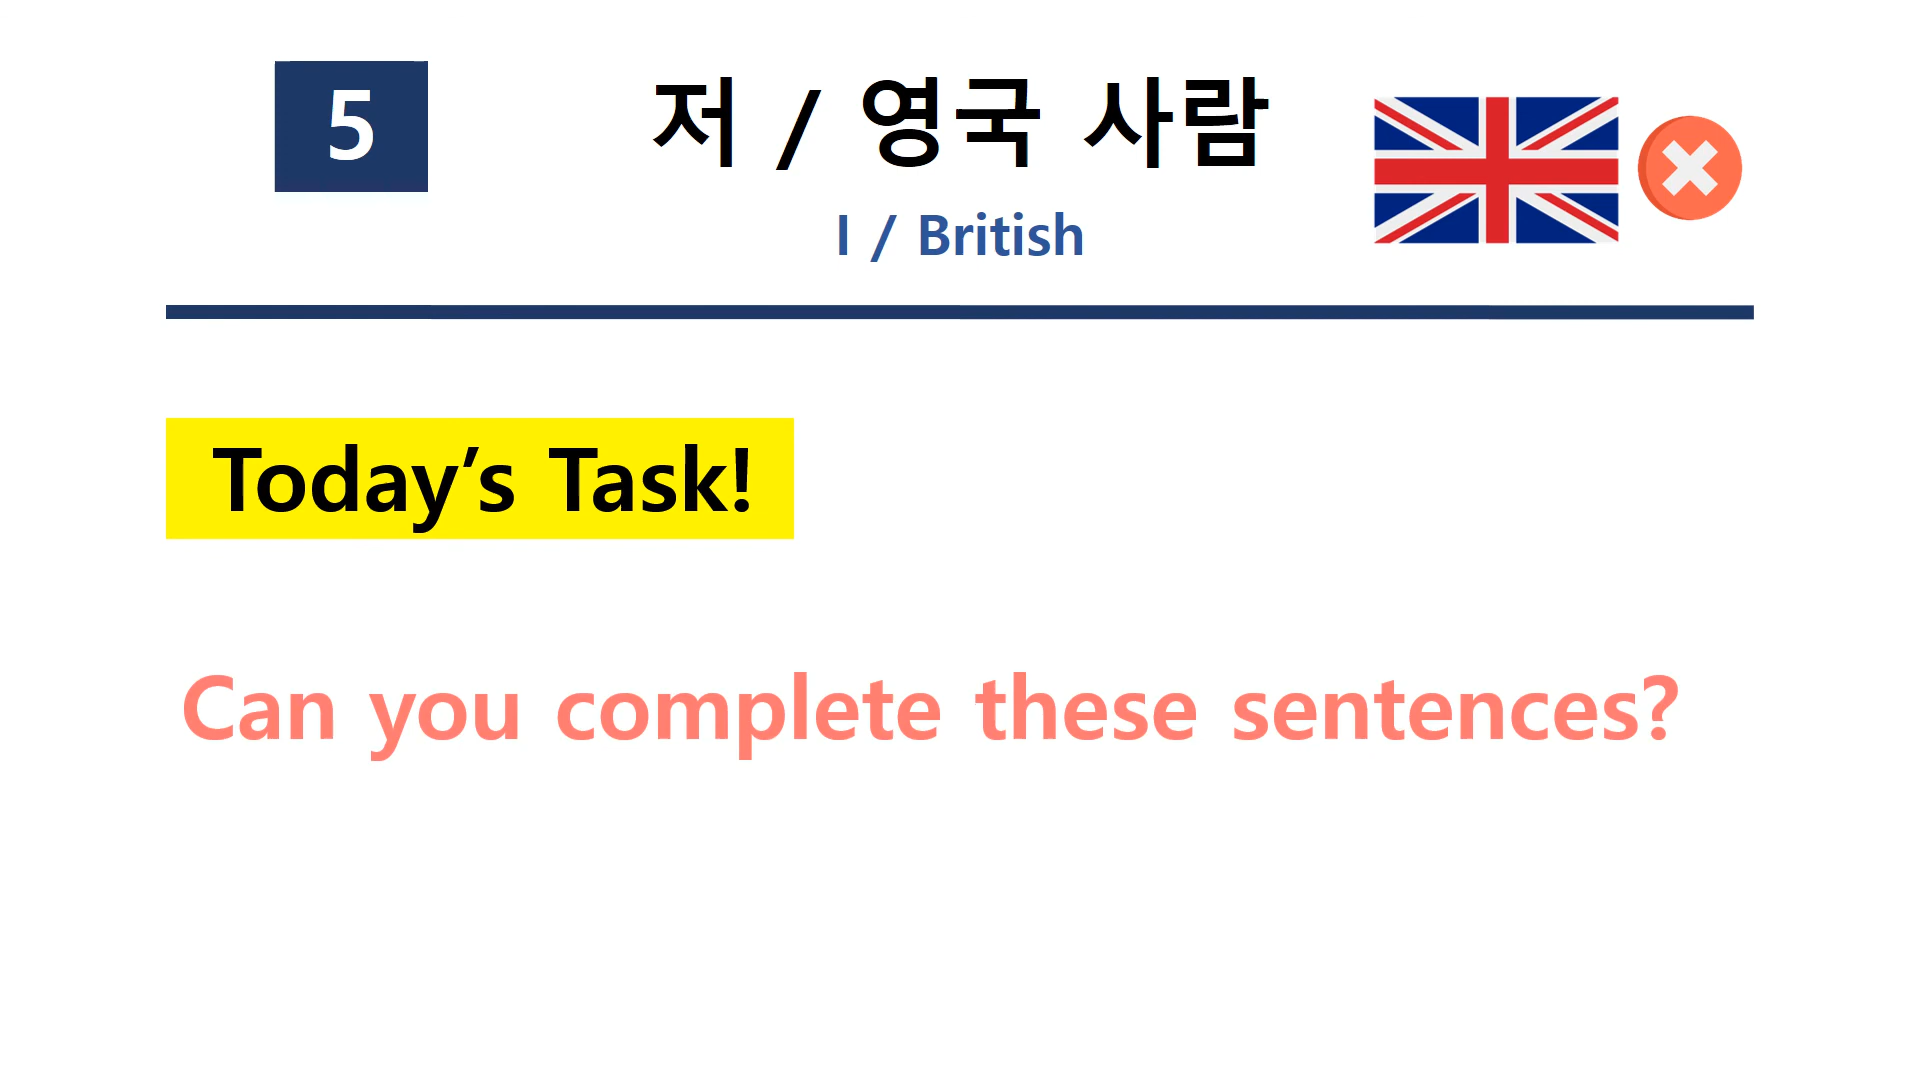 5
저 / 영국 사람
I / British
Today’s Task!
Can you complete these sentences?